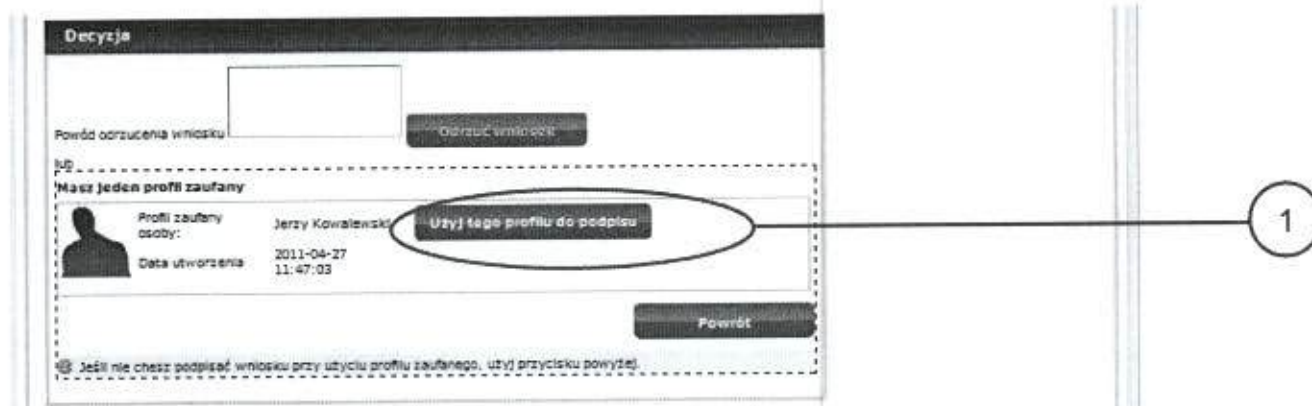 Decyzja
Powód odrzucenia wniosku
Odrzuć wniosek
lub
Masz jeden profil zaufany
Profil zaufany
osoby:
Jerzy Kowalewski
Użyj tego profilu do podpisu
Data utworzenia
2011-04-27
11:47:03
Powrót
Jeśli nie chesz podpisać wniosku przy użyciu profilu zaufanego, użyj przycisku powyżej.
1